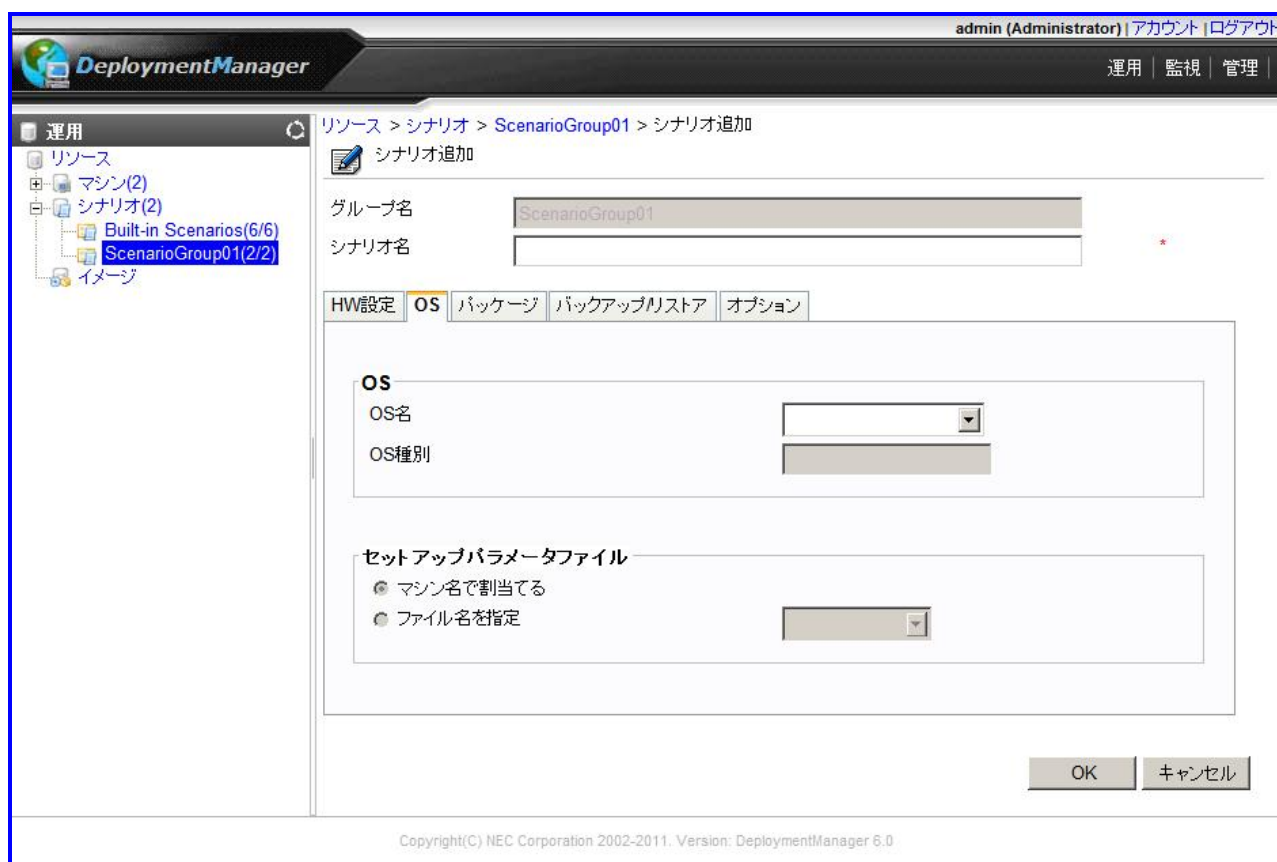 admin (Administrator) | アカウント | ログアウト
DeploymentManager
運用 | 監視 | 管理 |
運用
リソース
マシン(2)
シナリオ(2)
Built-in Scenarios(6/6)
ScenarioGroup01(2/2)
イメージ
リソース > シナリオ > ScenarioGroup01 > シナリオ追加
シナリオ追加
グループ名 ScenarioGroup01
シナリオ名 *
HW設定 OS パッケージ バックアップ/リストア オプション
OS
OS名
OS種別
セットアップパラメータファイル
マシン名で割当てる
ファイル名を指定
OK キャンセル
Copyright(C) NEC Corporation 2002-2011. Version: DeploymentManager 6.0